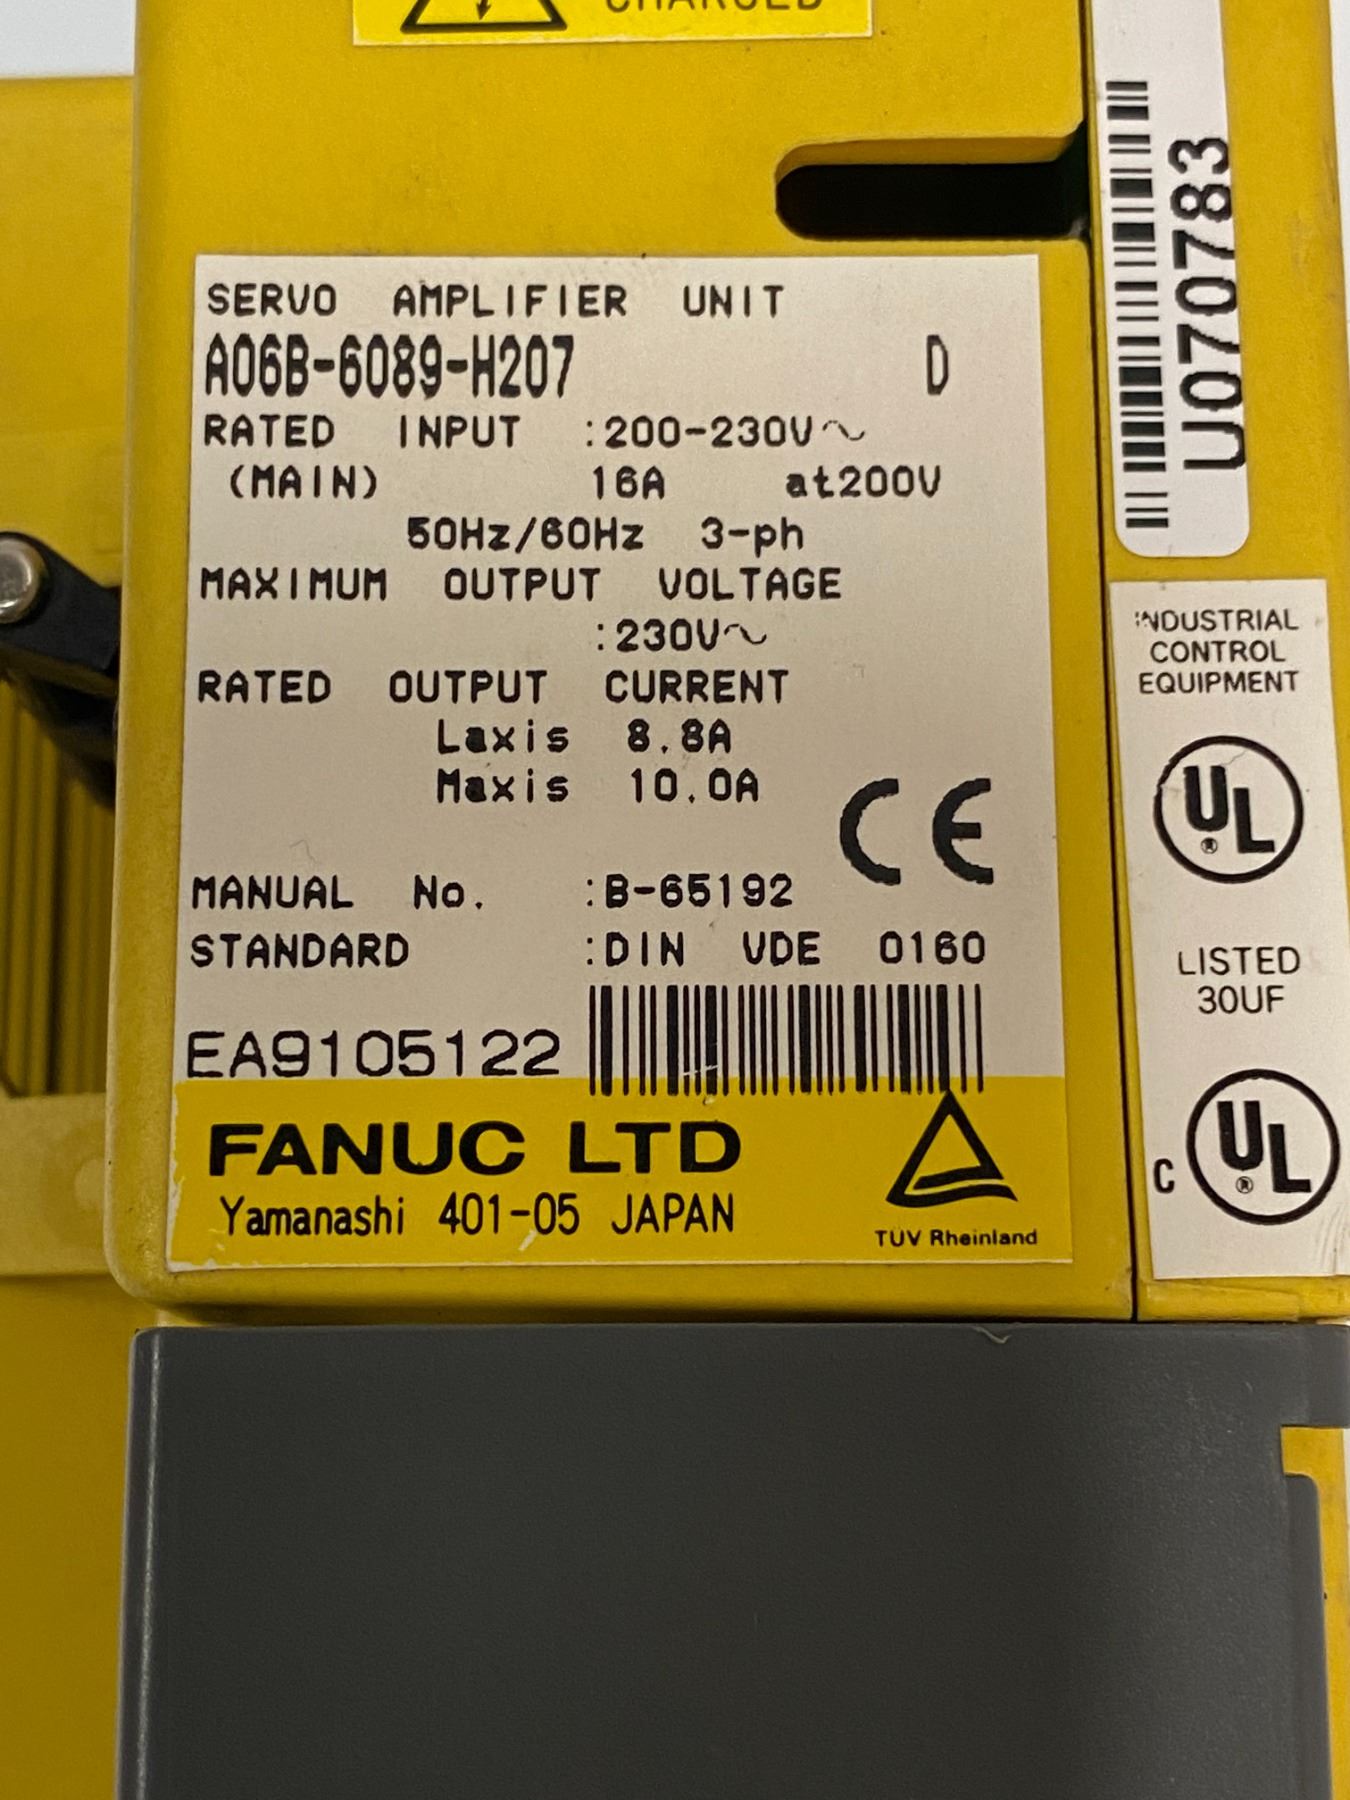 CHARGED
SERVO AMPLIFIER UNIT
A06B-6089-H207 D
RATED INPUT :200-230V~
(MAIN) 16A at200V
50Hz/60Hz 3-ph
MAXIMUM OUTPUT VOLTAGE
:230V~
RATED OUTPUT CURRENT
Laxis 8.8A
Maxis 10.0A
CE
MANUAL No. :B-65192
STANDARD :DIN VDE 0160
EA9105122
FANUC LTD
Yamanashi 401-05 JAPAN
TÜV Rheinland
U070783
INDUSTRIAL
CONTROL
EQUIPMENT
UL
®
LISTED
30UF
C UL
®